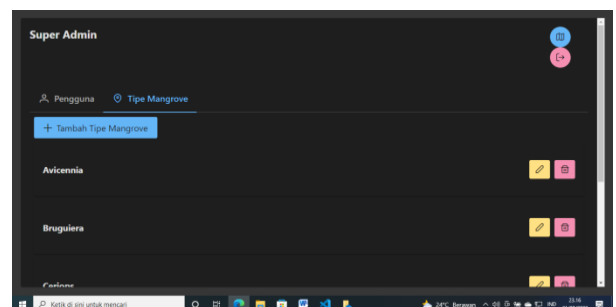 Super Admin
Pengguna
Tipe Mangrove
+ Tambah Tipe Mangrove
Avicennia
Bruguiera
Ceriops
Ketik di sini untuk mencari
24°C Berawan
IND
23.16